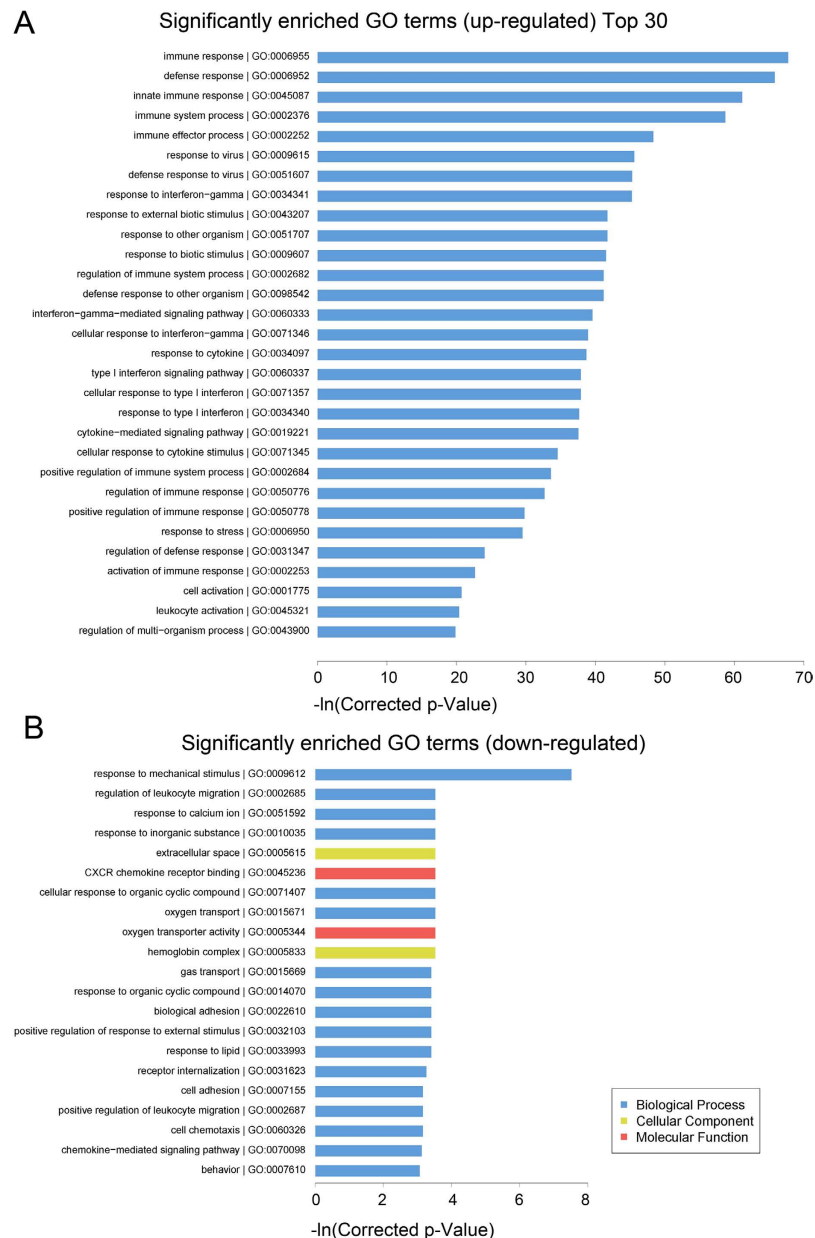 A
Significantly enriched GO terms (up-regulated) Top 30
immune response | GO:0006955
defense response | GO:0006952
innate immune response | GO:0045087
immune system process | GO:0002376
immune effector process | GO:0002252
response to virus | GO:0009615
defense response to virus | GO:0051607
response to interferon-gamma | GO:0034341
response to external biotic stimulus | GO:0043207
response to other organism | GO:0051707
response to biotic stimulus | GO:0009607
regulation of immune system process | GO:0002682
defense response to other organism | GO:0098542
interferon-gamma-mediated signaling pathway | GO:0060333
cellular response to interferon-gamma | GO:0071346
response to cytokine | GO:0034097
type I interferon signaling pathway | GO:0060337
cellular response to type I interferon | GO:0071357
response to type I interferon | GO:0034340
cytokine-mediated signaling pathway | GO:0019221
cellular response to cytokine stimulus | GO:0071345
positive regulation of immune system process | GO:0002684
regulation of immune response | GO:0050776
positive regulation of immune response | GO:0050778
response to stress | GO:0006950
regulation of defense response | GO:0031347
activation of immune response | GO:0002253
cell activation | GO:0001775
leukocyte activation | GO:0045321
regulation of multi-organism process | GO:0043900
0 10 20 30 40 50 60 70
-ln(Corrected p-Value)
B
Significantly enriched GO terms (down-regulated)
response to mechanical stimulus | GO:0009612
regulation of leukocyte migration | GO:0002685
response to calcium ion | GO:0051592
response to inorganic substance | GO:0010035
extracellular space | GO:0005615
CXCR chemokine receptor binding | GO:0045236
cellular response to organic cyclic compound | GO:0071407
oxygen transport | GO:0015671
oxygen transporter activity | GO:0005344
hemoglobin complex | GO:0005833
gas transport | GO:0015669
response to organic cyclic compound | GO:0014070
biological adhesion | GO:0022610
positive regulation of response to external stimulus | GO:0032103
response to lipid | GO:0033993
receptor internalization | GO:0031623
cell adhesion | GO:0007155
positive regulation of leukocyte migration | GO:0002687
cell chemotaxis | GO:0060326
chemokine-mediated signaling pathway | GO:0070098
behavior | GO:0007610
Biological Process
Cellular Component
Molecular Function
0 2 4 6 8
-ln(Corrected p-Value)